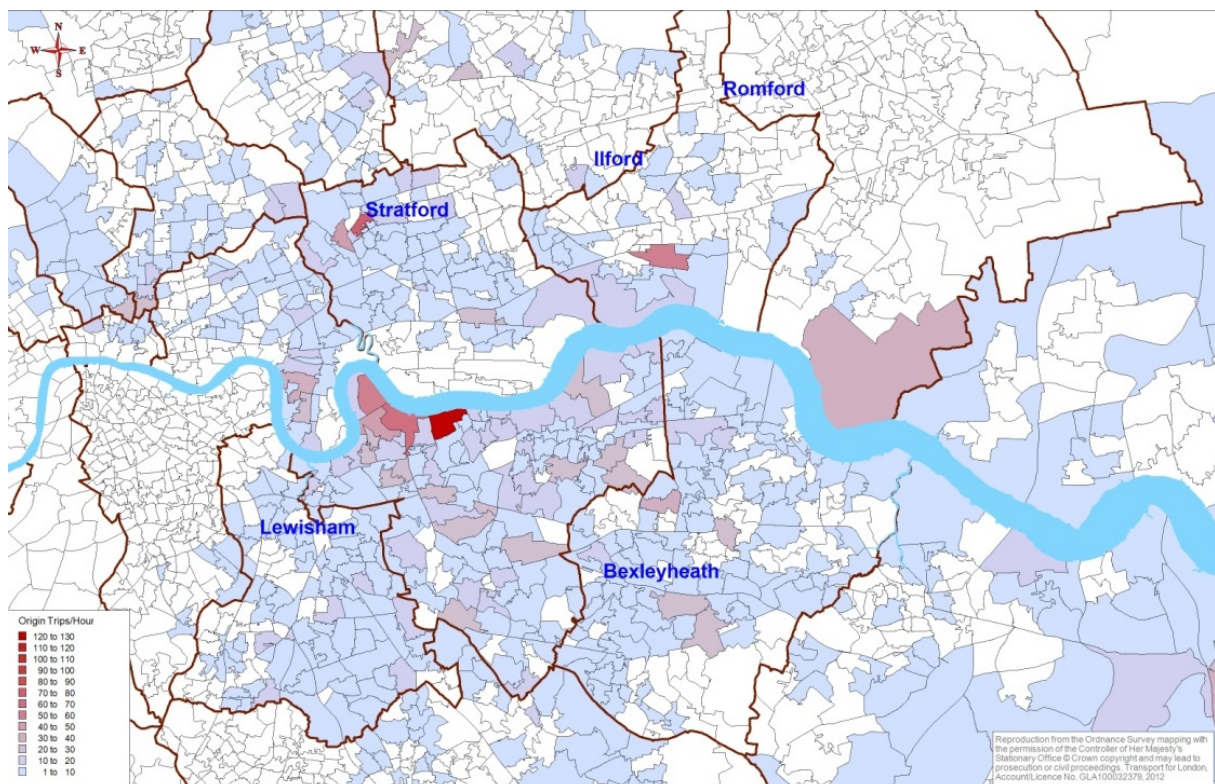 N
W E
S
Romford
Ilford
Stratford
Lewisham
Bexleyheath
Origin Trips/Hour
120 to 130
110 to 120
100 to 110
90 to 100
80 to 90
70 to 80
60 to 70
50 to 60
40 to 50
30 to 40
20 to 30
10 to 20
1 to 10
Reproduction from the Ordnance Survey mapping with
the permission of the Controller of Her Majesty's
Stationary Office © Crown copyright and may lead to
prosecution or civil proceedings. Transport for London,
Account/Licence No. GLA100032379, 2012